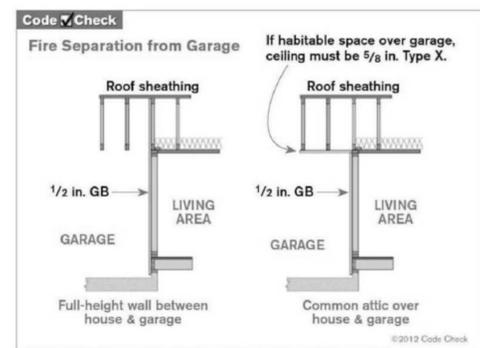 Code Check
Fire Separation from Garage
If habitable space over garage,
ceiling must be 5/8 in. Type X.
Roof sheathing
1/2 in. GB
LIVING
AREA
GARAGE
Full-height wall between
house & garage
Roof sheathing
1/2 in. GB
LIVING
AREA
GARAGE
Common attic over
house & garage
©2012 Code Check